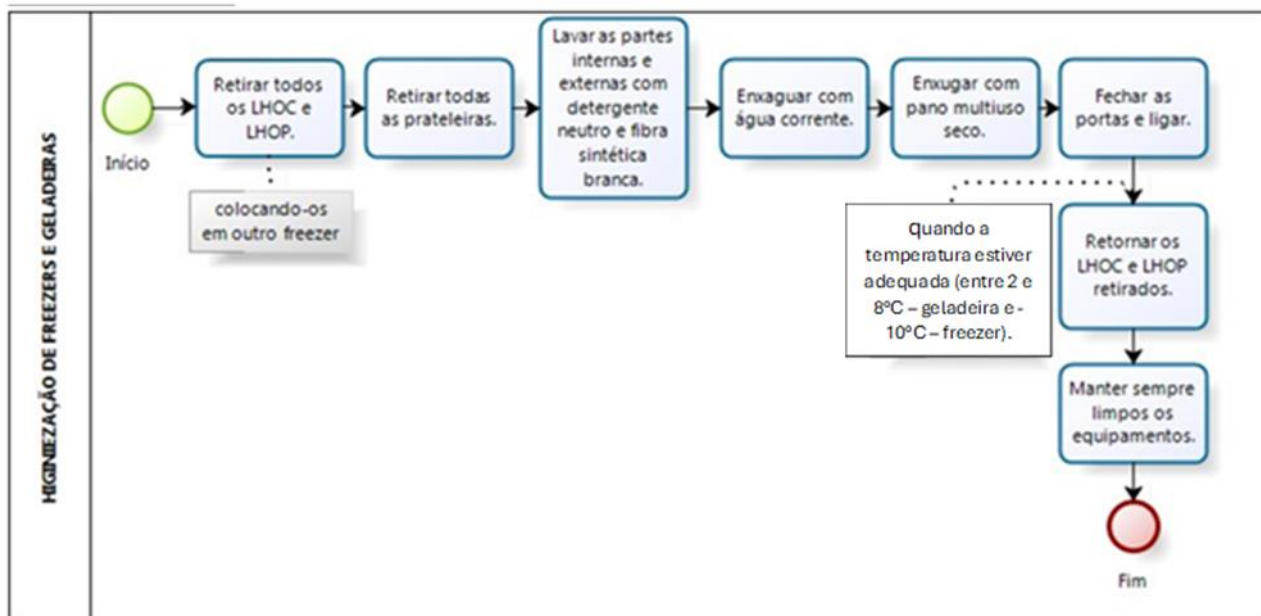 HIGINIEZAÇÃO DE FREEZERS E GELADEIRAS
Início
Retirar todos
os LHOC e
LHOP.
colocando-os
em outro freezer
Retirar todas
as prateleiras.
Lavar as partes
internas e
externas com
detergente
neutro e fibra
sintética
branca.
Enxaguar com
água corrente.
Enxugar com
pano multiuso
seco.
Fechar as
portas e ligar.
Quando a
temperatura estiver
adequada (entre 2 e
8°C – geladeira e -
10°C – freezer).
Retornar os
LHOC e LHOP
retirados.
Manter sempre
limpos os
equipamentos.
Fim